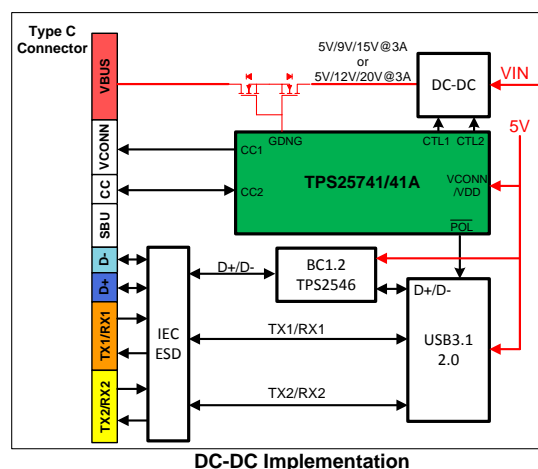 Type C
Connector
VBUS
VCONN
CC
SBU
D-
D+
TX1/RX1
TX2/RX2
5V/9V/15V@3A
or
5V/12V/20V@3A
DC-DC
VIN
5V
GDNG
CTL1
CTL2
CC1
CC2
TPS25741/41A
VCONN
/VDD
POL
IEC
ESD
D+/D-
BC1.2
TPS2546
D+/D-
USB3.1
2.0
TX1/RX1
TX2/RX2
DC-DC Implementation